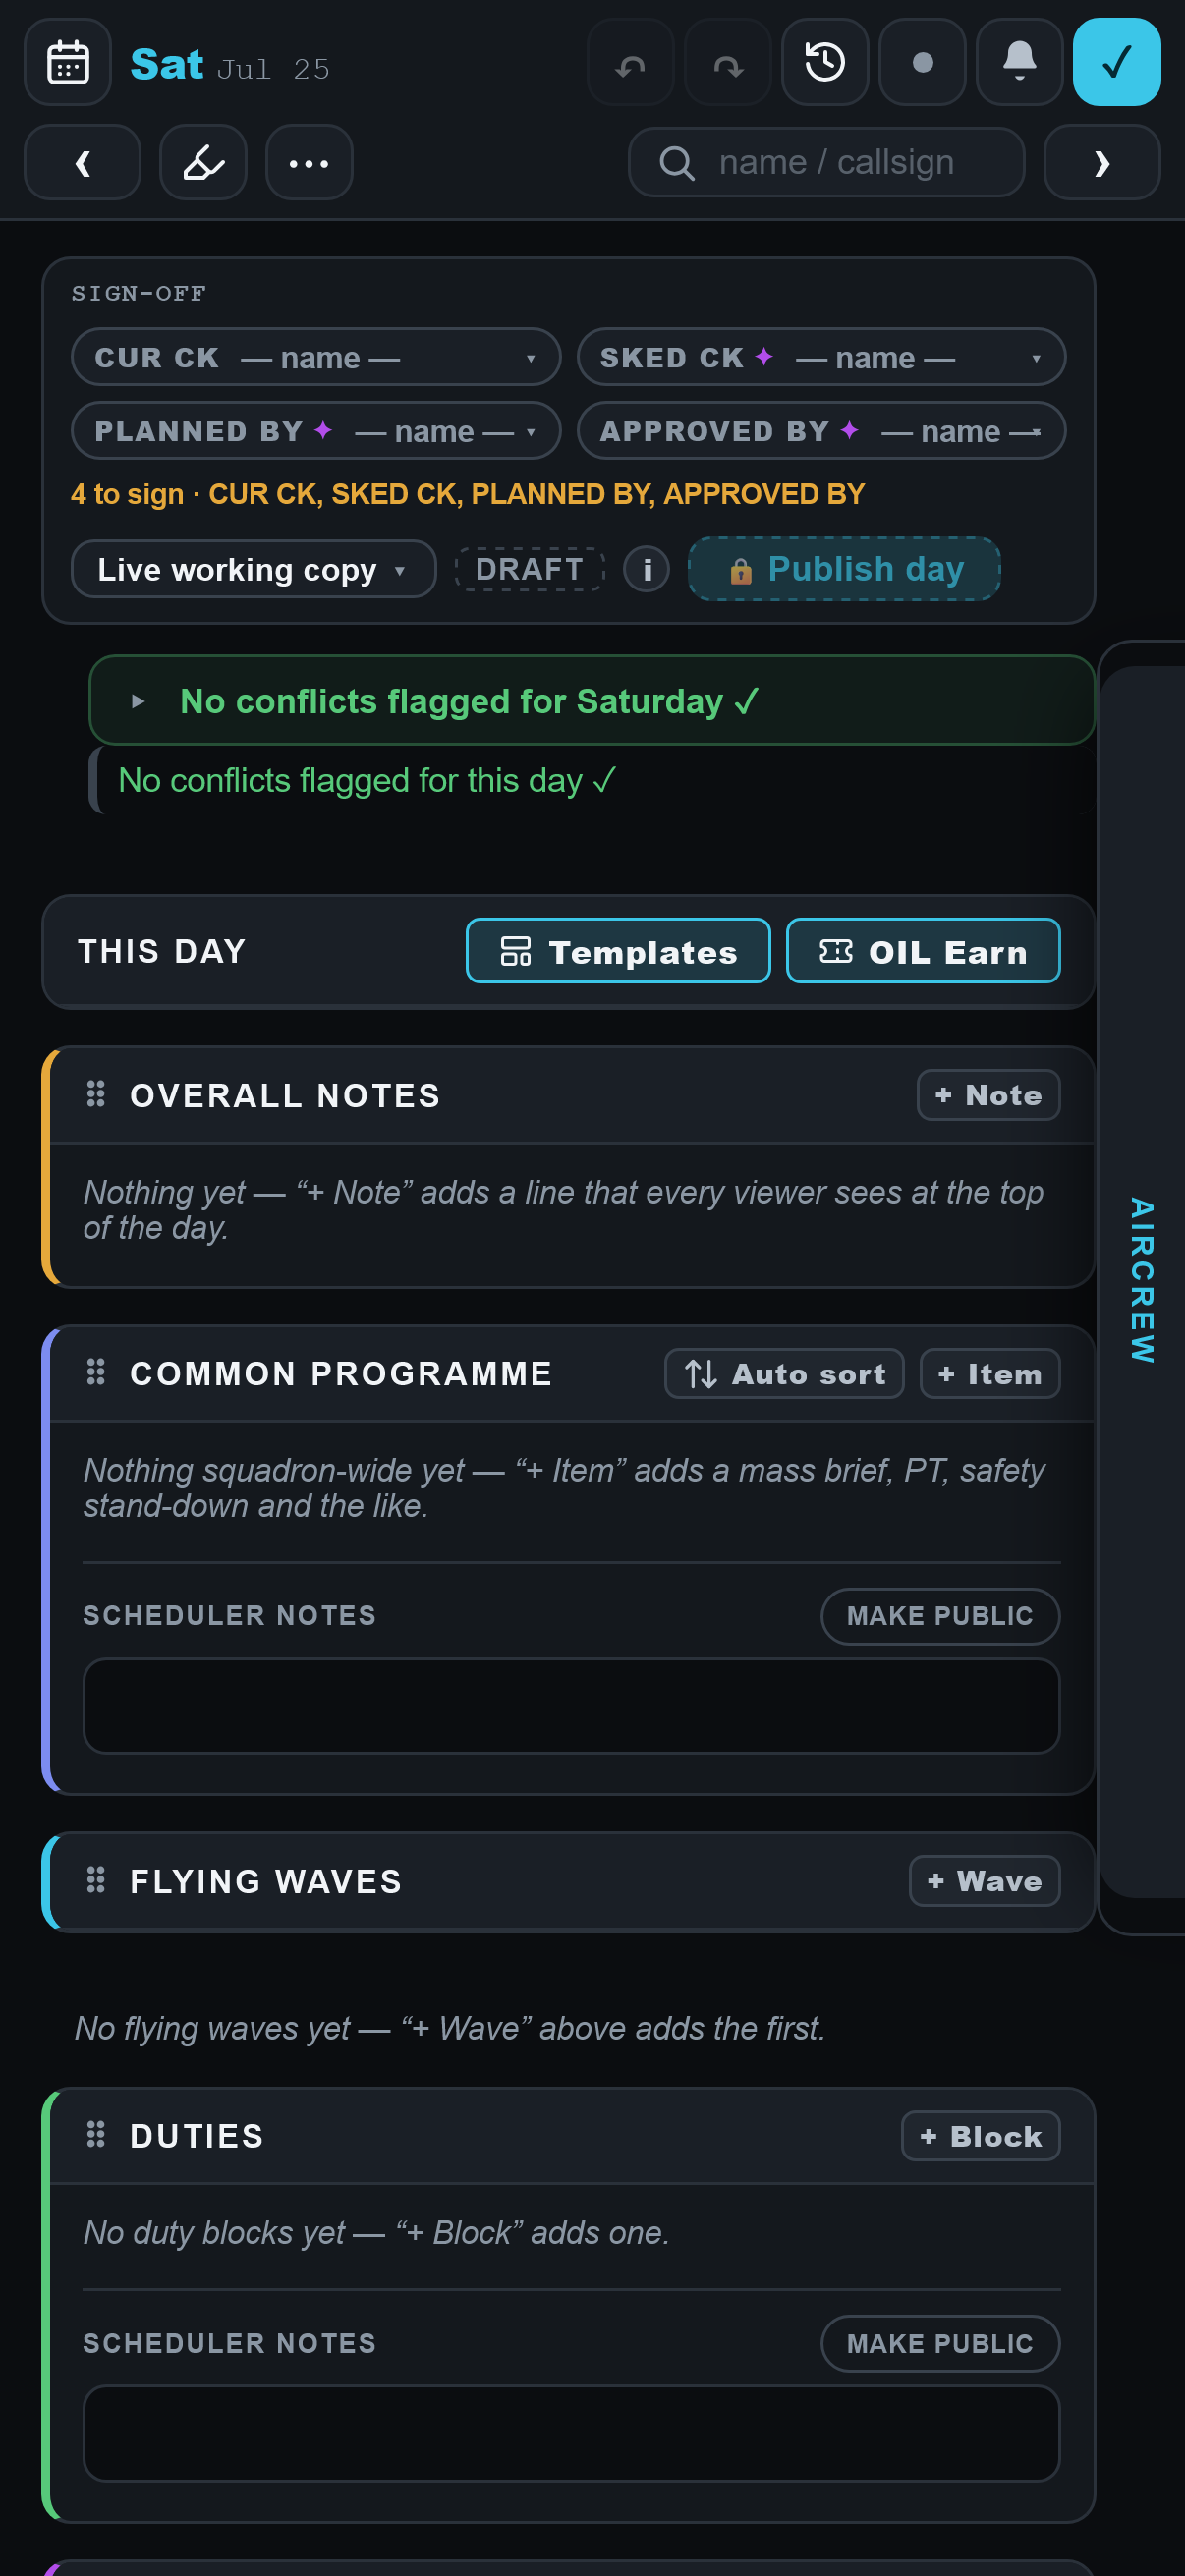 Sat Jul 25
name / callsign
SIGN-OFF
CUR CK — name —
SKED CK ✦ — name —
PLANNED BY ✦ — name —
APPROVED BY ✦ — name —
4 to sign · CUR CK, SKED CK, PLANNED BY, APPROVED BY
Live working copy DRAFT i Publish day
No conflicts flagged for Saturday ✓
No conflicts flagged for this day ✓
THIS DAY Templates OIL Earn
OVERALL NOTES + Note
Nothing yet — “+ Note” adds a line that every viewer sees at the top
of the day.
COMMON PROGRAMME Auto sort + Item
Nothing squadron-wide yet — “+ Item” adds a mass brief, PT, safety
stand-down and the like.
SCHEDULER NOTES MAKE PUBLIC
FLYING WAVES + Wave
No flying waves yet — “+ Wave” above adds the first.
DUTIES + Block
No duty blocks yet — “+ Block” adds one.
SCHEDULER NOTES MAKE PUBLIC
AIRCREW